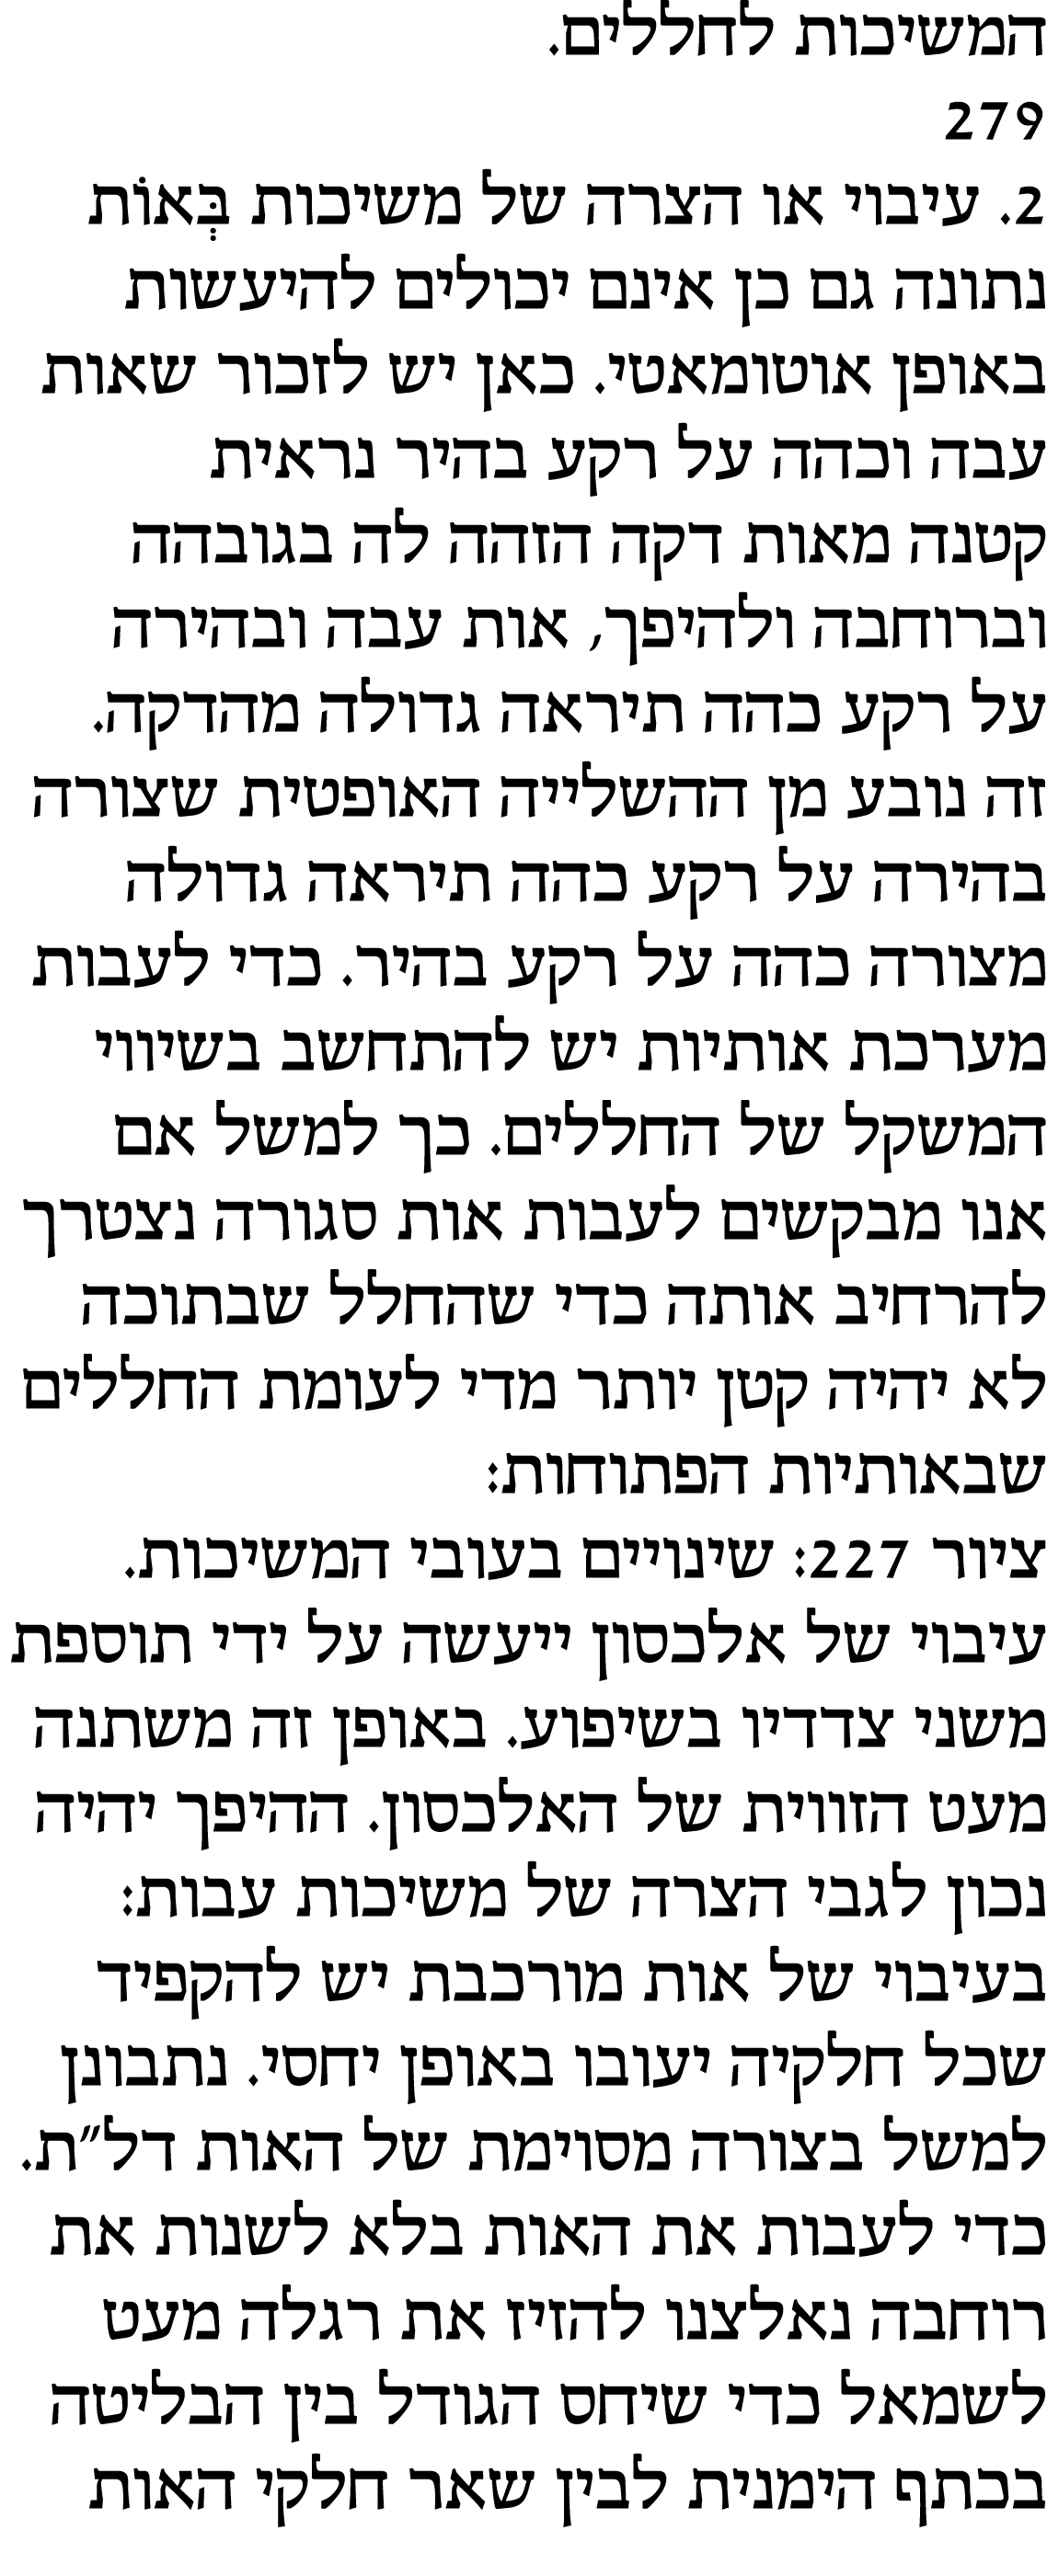 המשיכות לחללים.
279
2. עיבוי או הצרה של משיכות בְּאוֹת
נתונה גם כן אינם יכולים להיעשות
באופן אוטומאטי. כאן יש לזכור שאות
עבה וכהה על רקע בהיר נראית
קטנה מאות דקה הזהה לה בגובהה
וברוחבה ולהיפך, אות עבה ובהירה
על רקע כהה תיראה גדולה מהדקה.
זה נובע מן ההשלייה האופטית שצורה
בהירה על רקע כהה תיראה גדולה
מצורה כהה על רקע בהיר. כדי לעבות
מערכת אותיות יש להתחשב בשיווי
המשקל של החללים. כך למשל אם
אנו מבקשים לעבות אות סגורה נצטרך
להרחיב אותה כדי שהחלל שבתוכה
לא יהיה קטן יותר מדי לעומת החללים
שבאותיות הפתוחות:
ציור 227: שינויים בעובי המשיכות.
עיבוי של אלכסון ייעשה על ידי תוספת
משני צדדיו בשיפוע. באופן זה משתנה
מעט הזווית של האלכסון. ההיפך יהיה
נכון לגבי הצרה של משיכות עבות:
בעיבוי של אות מורכבת יש להקפיד
שכל חלקיה יעובו באופן יחסי. נתבונן
למשל בצורה מסוימת של האות דל״ת.
כדי לעבות את האות בלא לשנות את
רוחבה נאלצנו להזיז את רגלה מעט
לשמאל כדי שיחס הגודל בין הבליטה
בכתף הימנית לבין שאר חלקי האות